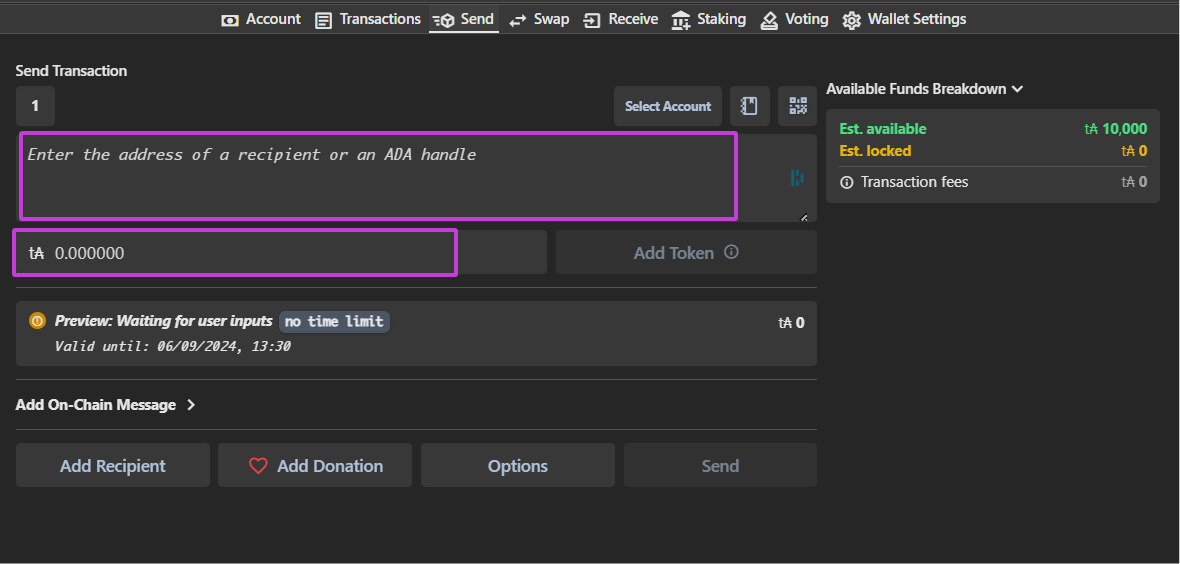 Account Transactions Send Swap Receive Staking Voting Wallet Settings
Send Transaction
1
Select Account
Enter the address of a recipient or an ADA handle
t₳ 0.000000
Add Token
Preview: Waiting for user inputs no time limit
t₳ 0
Valid until: 06/09/2024, 13:30
Add On-Chain Message
Add Recipient Add Donation Options Send
Available Funds Breakdown
Est. available t₳ 10,000
Est. locked t₳ 0
Transaction fees t₳ 0